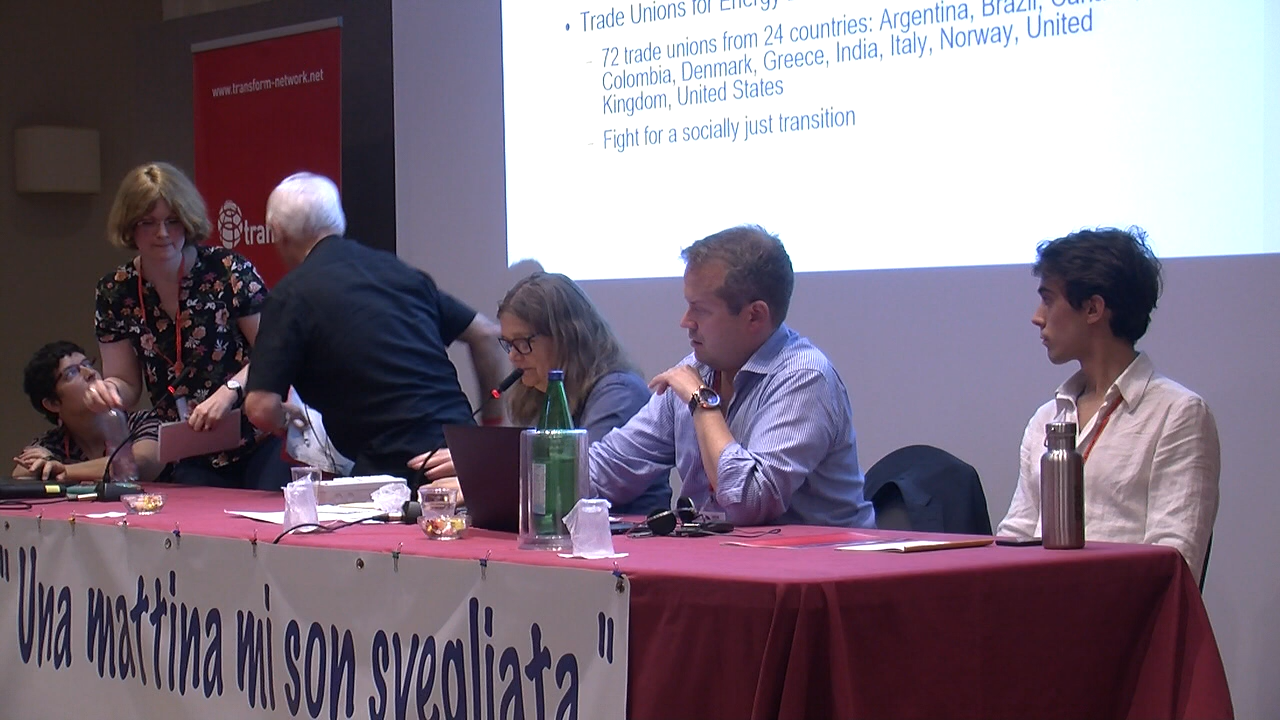 www.transform-network.net
tran
• Trade Unions for Energy
- 72 trade unions from 24 countries: Argentina, Brazil,
Colombia, Denmark, Greece, India, Italy, Norway, United
Kingdom, United States
- Fight for a socially just transition
"Una mattina mi son svegliata"